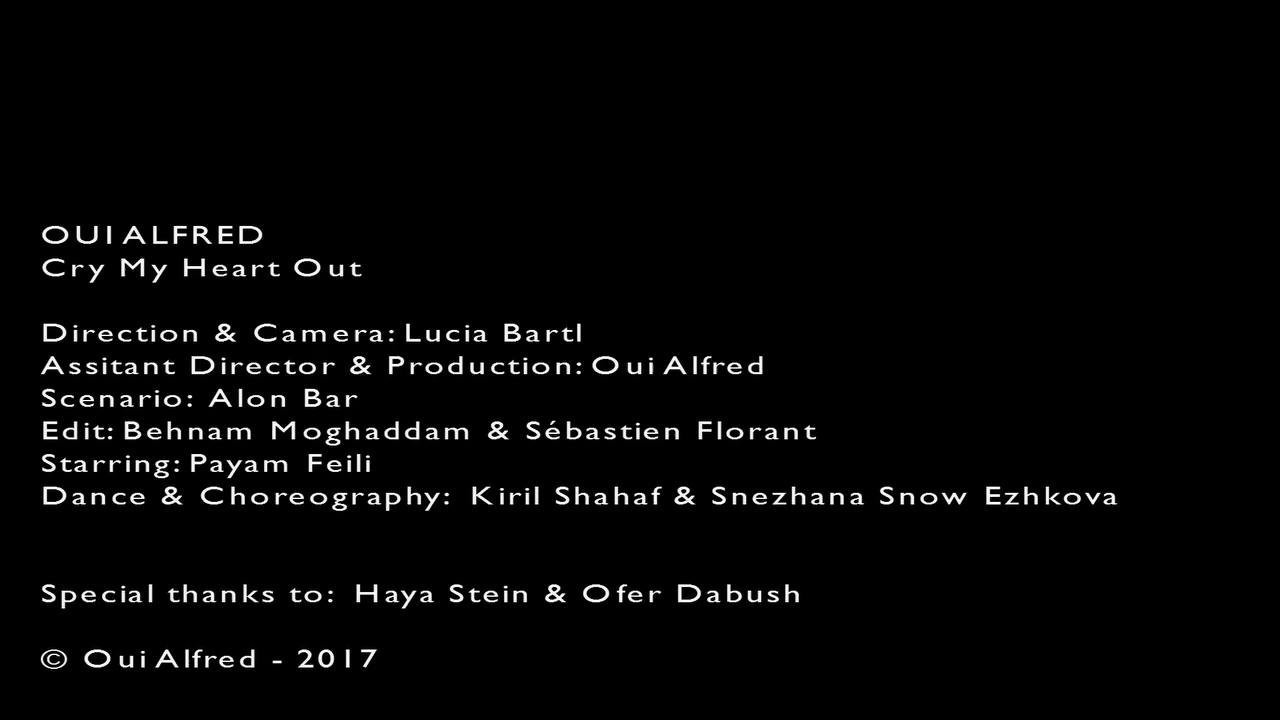 OUI ALFRED
Cry My Heart Out
Direction & Camera: Lucia Bartl
Assitant Director & Production: Oui Alfred
Scenario: Alon Bar
Edit: Behnam Moghaddam & Sébastien Florant
Starring: Payam Feili
Dance & Choreography: Kiril Shahaf & Snezhana Snow Ezhkova
Special thanks to: Haya Stein & Ofer Dabush
© Oui Alfred - 2017